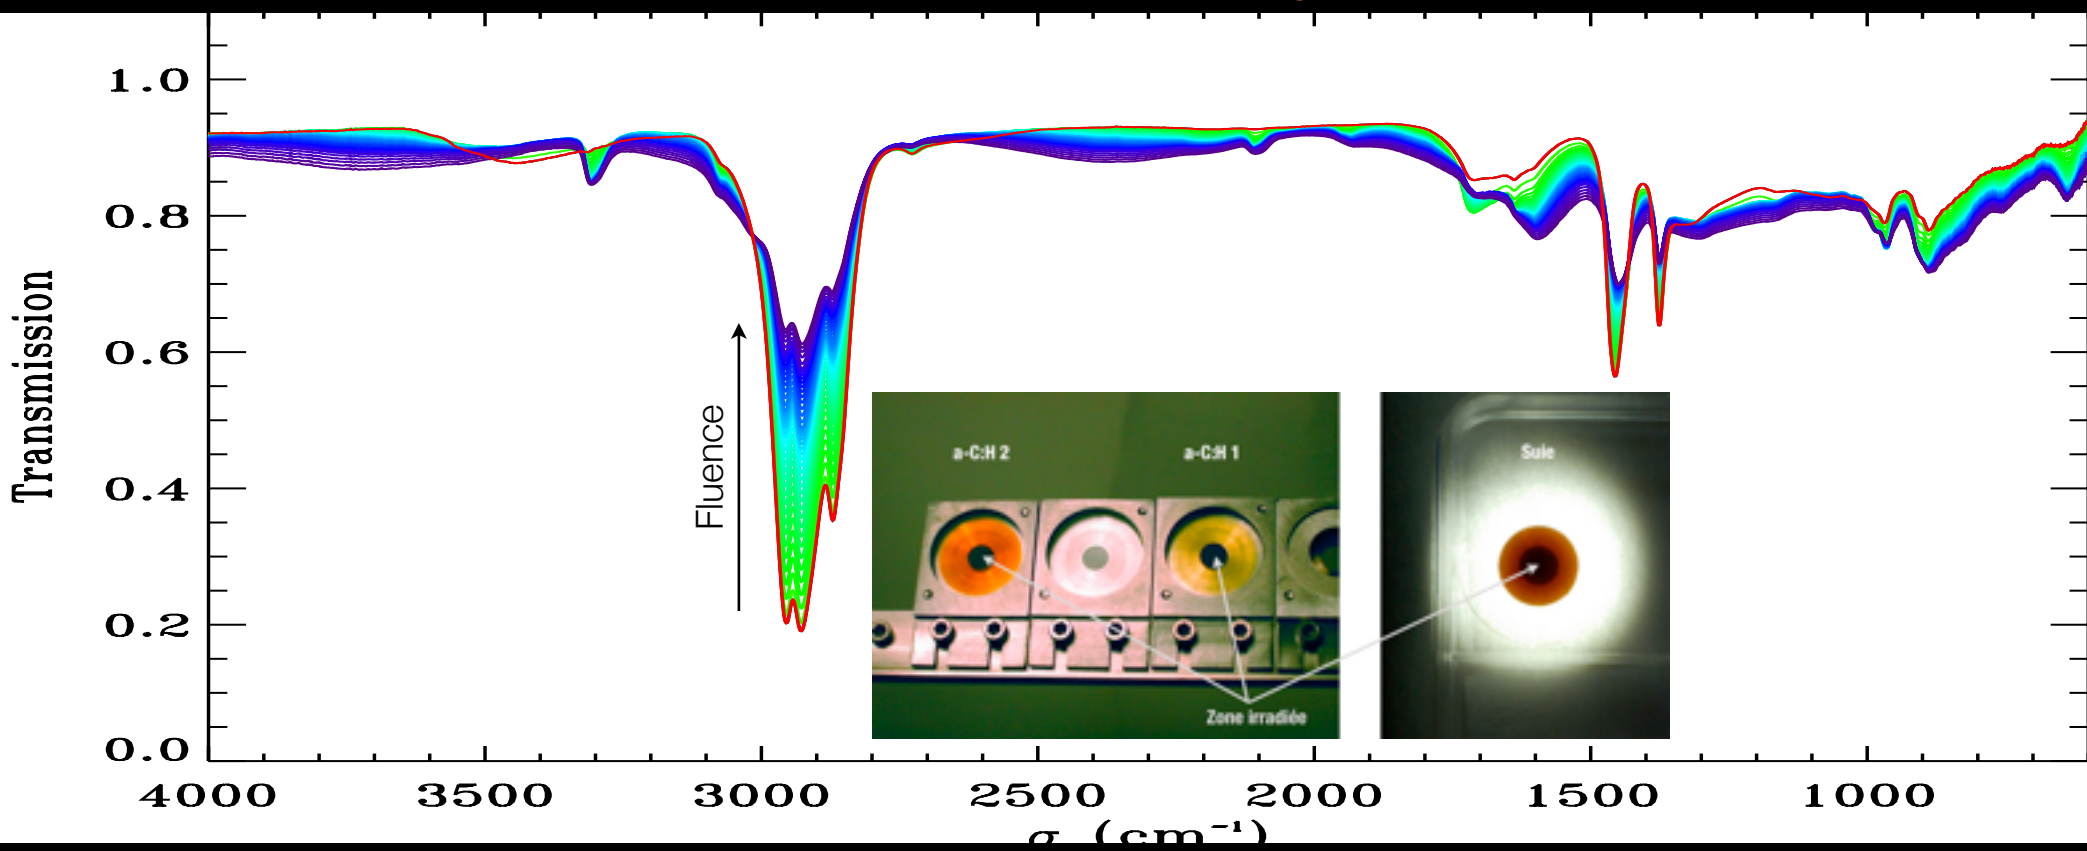 1.0
0.8
0.6
0.4
0.2
0.0
Transmission
Fluence
a-C:H 2
a-C:H 1
Suie
Zone irradiée
4000 3500 3000 2500 2000 1500 1000
σ (cm⁻¹)